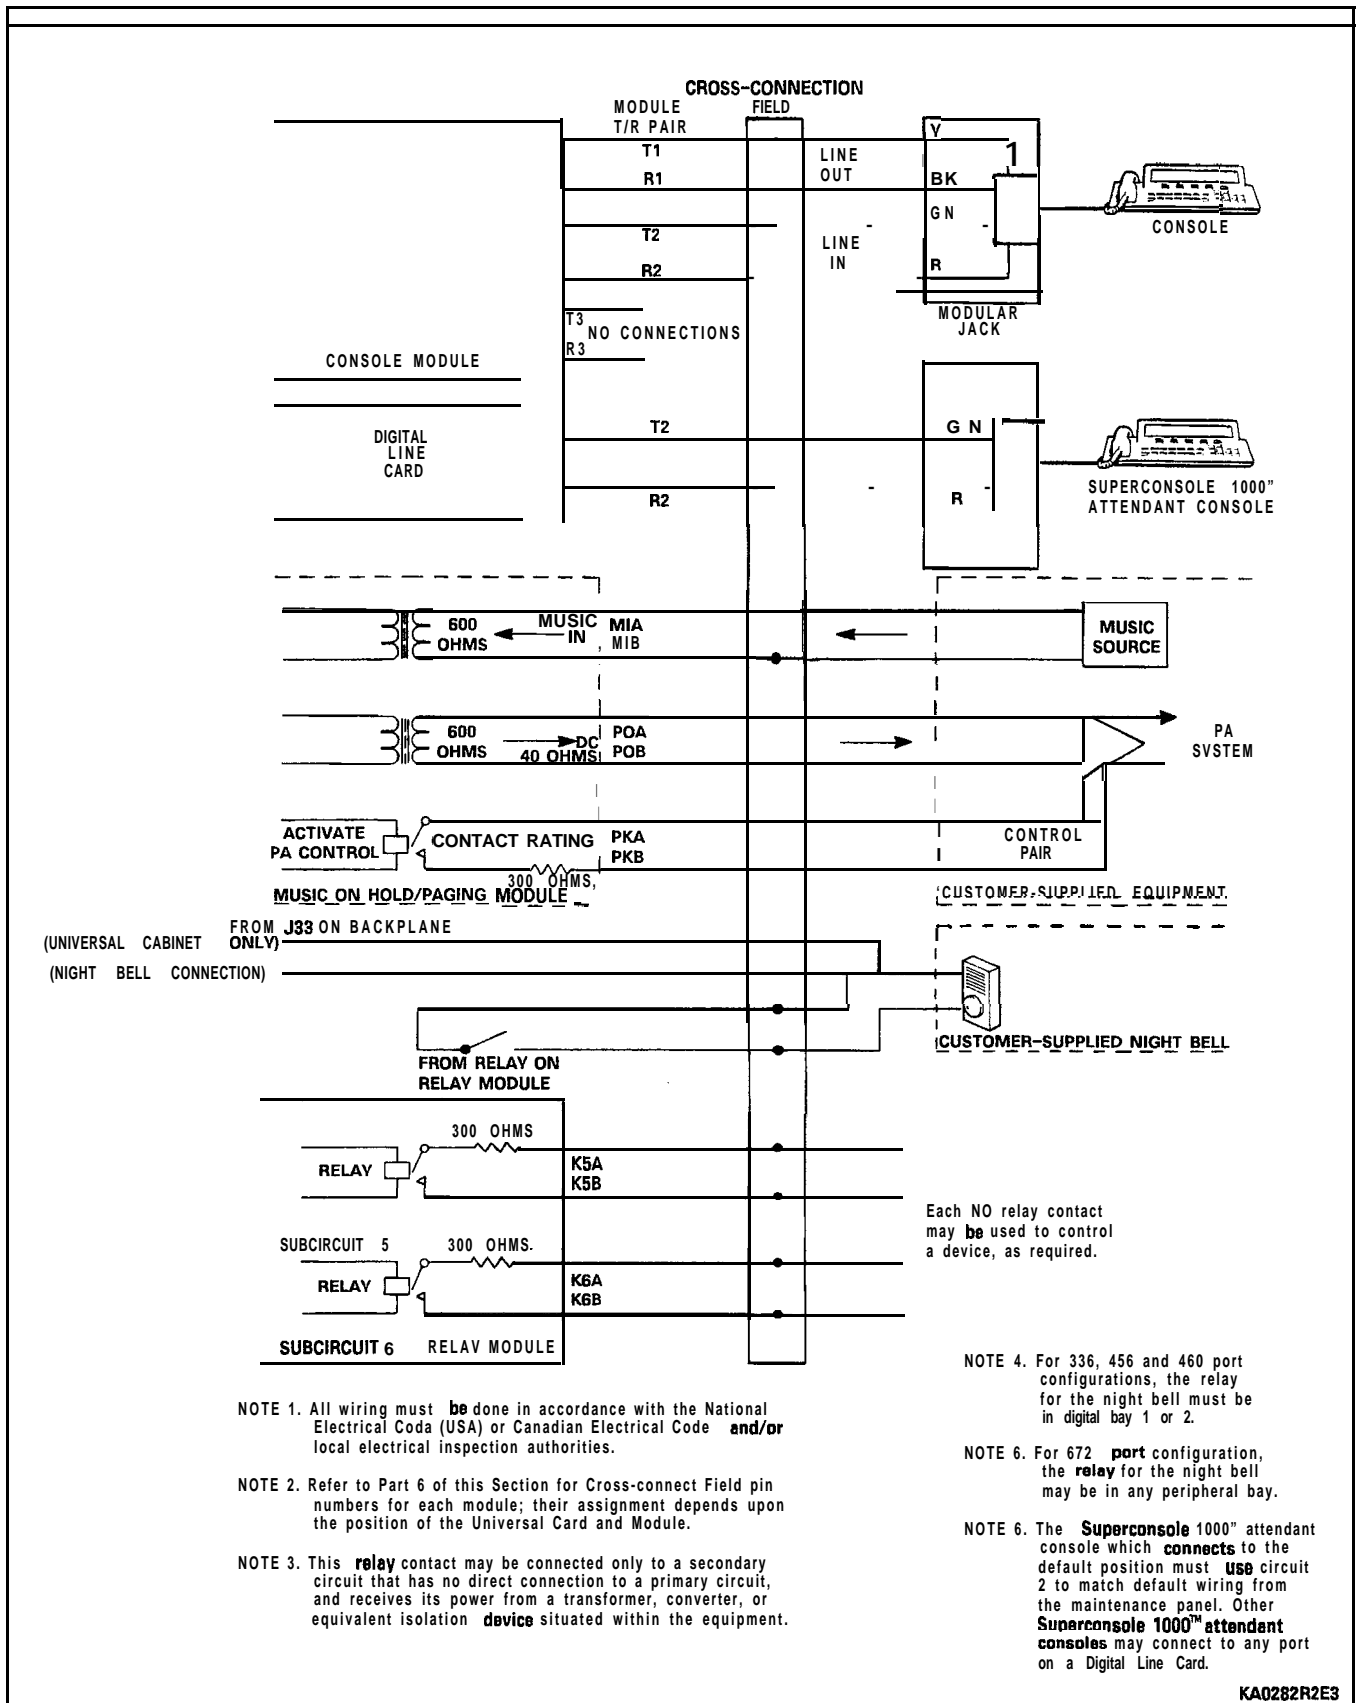 CROSS-CONNECTION
FIELD
MODULE
T/R PAIR
T1
R1
T2
R2
LINE
OUT
LINE
IN
Y
1
BK
GN
R
CONSOLE
MODULAR
JACK
T3
NO CONNECTIONS
R3
CONSOLE MODULE
DIGITAL
LINE
CARD
T2
R2
G N
R
SUPERCONSOLE 1000”
ATTENDANT CONSOLE
600
OHMS
MUSIC
IN
MIA
MIB
MUSIC
SOURCE
600
OHMS
DC
40 OHMS
POA
POB
PA
SVSTEM
ACTIVATE
PA CONTROL
CONTACT RATING
PKA
PKB
300 OHMS,
CONTROL
PAIR
MUSIC ON HOLD/PAGING MODULE
CUSTOMER-SUPPLIED EQUIPMENT
FROM J33 ON BACKPLANE
(UNIVERSAL CABINET ONLY)
(NIGHT BELL CONNECTION)
CUSTOMER-SUPPLIED NIGHT BELL
FROM RELAY ON
RELAV MODULE
300 OHMS
RELAY
K5A
K5B
SUBCIRCUIT 5
300 OHMS.
RELAY
K6A
K6B
SUBCIRCUIT 6 RELAV MODULE
Each NO relay contact
may be used to control
a device, as required.
NOTE 1. All wiring must be done in accordance with the National
Electrical Coda (USA) or Canadian Electrical Code and/or
local electrical inspection authorities.
NOTE 2. Refer to Part 6 of this Section for Cross-connect Field pin
numbers for each module; their assignment depends upon
the position of the Universal Card and Module.
NOTE 3. This relay contact may be connected only to a secondary
circuit that has no direct connection to a primary circuit,
and receives its power from a transformer, converter, or
equivalent isolation device situated within the equipment.
NOTE 4. For 336, 456 and 460 port
configurations, the relay
for the night bell must be
in digital bay 1 or 2.
NOTE 6. For 672 port configuration,
the relay for the night bell
may be in any peripheral bay.
NOTE 6. The Superconsole 1000” attendant
console which connects to the
default position must use circuit
2 to match default wiring from
the maintenance panel. Other
Superconsole 1000™ attendant
consoles may connect to any port
on a Digital Line Card.
KA0282R2E3